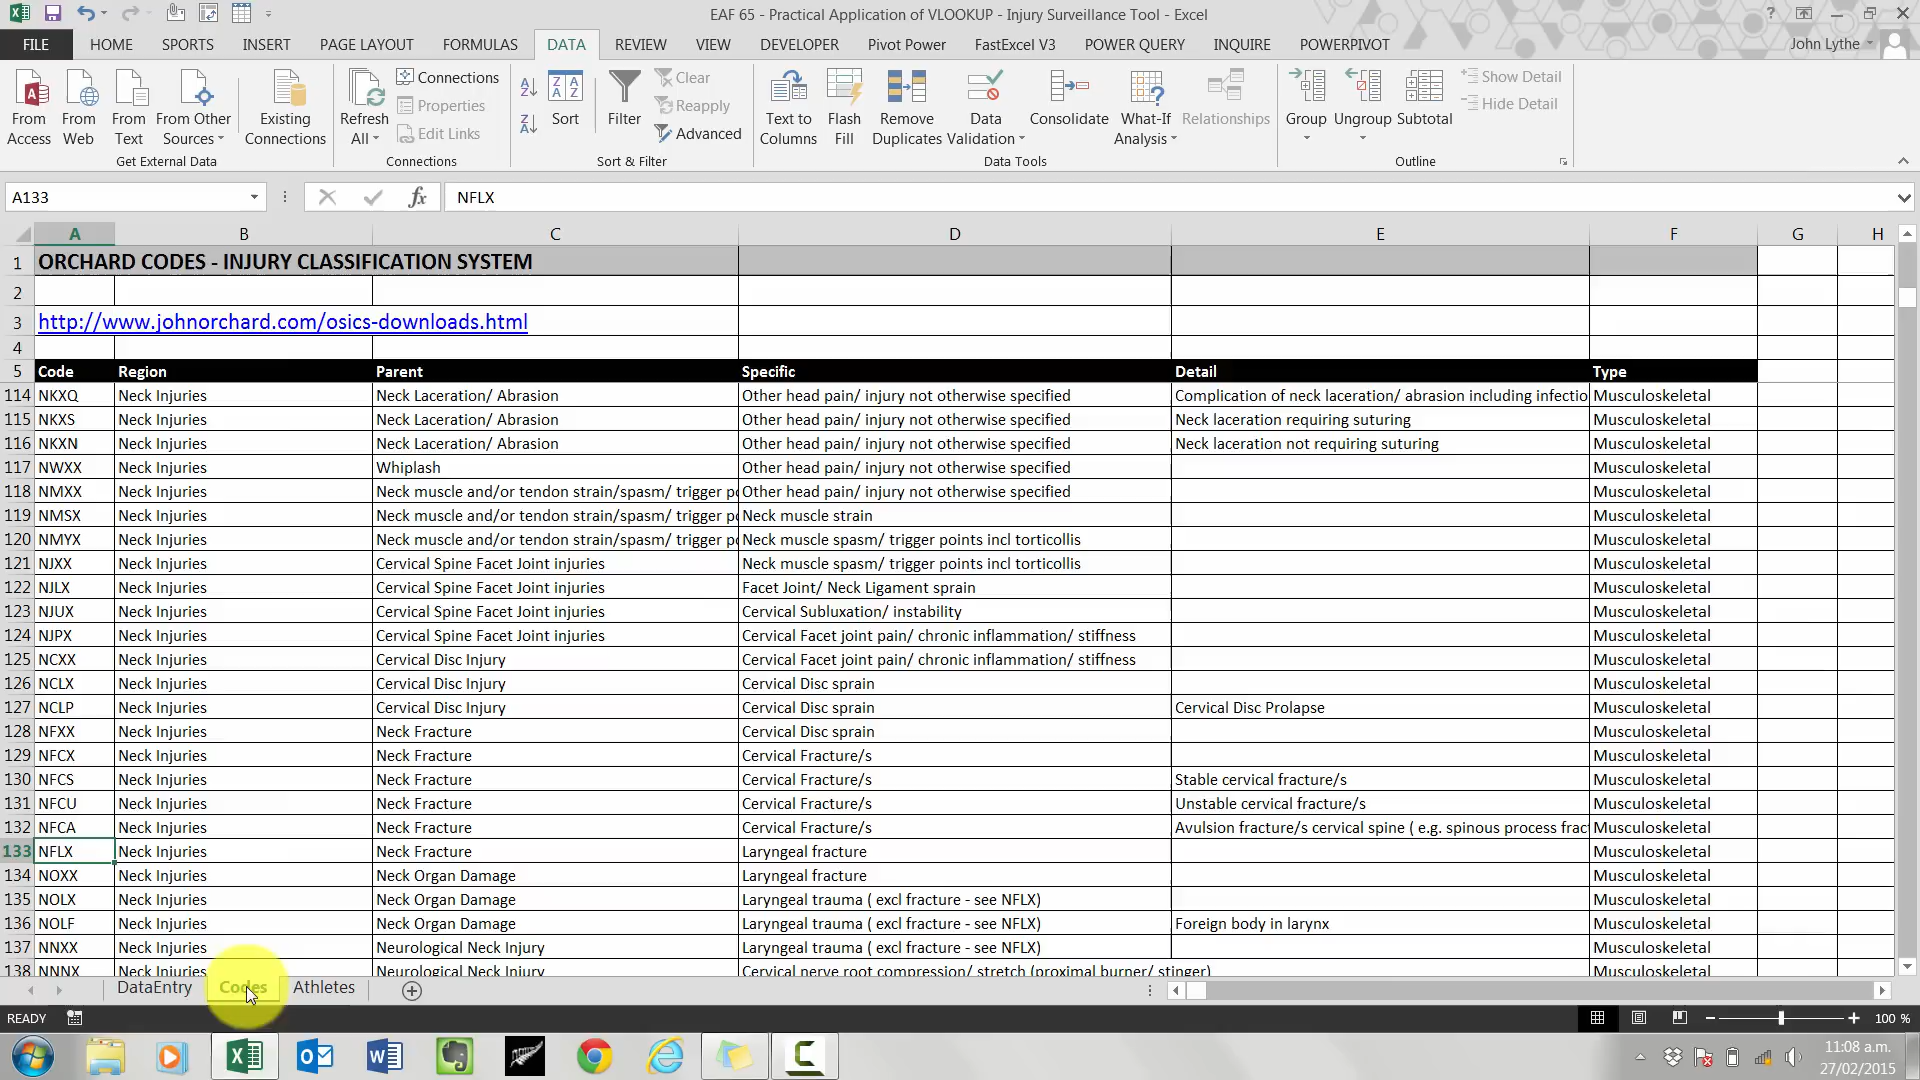 EAF 65 - Practical Application of VLOOKUP - Injury Surveillance Tool - Excel
FILE HOME SPORTS INSERT PAGE LAYOUT FORMULAS DATA REVIEW VIEW DEVELOPER Pivot Power FastExcel V3 POWER QUERY INQUIRE POWERPIVOT John Lythe
From Access From Web From Text From Other Sources Existing Connections Refresh All Connections Properties Edit Links Sort Filter Clear Reapply Advanced Text to Columns Flash Fill Remove Duplicates Data Validation Consolidate What-If Analysis Relationships Group Ungroup Subtotal Show Detail Hide Detail
Get External Data Connections Sort & Filter Data Tools Outline
A133 fx NFLX
A B C D E F G H
1 ORCHARD CODES - INJURY CLASSIFICATION SYSTEM
2
3 http://www.johnorchard.com/osics-downloads.html
4
5 Code Region Parent Specific Detail Type
114 NKXQ Neck Injuries Neck Laceration/ Abrasion Other head pain/ injury not otherwise specified Complication of neck laceration/ abrasion including infectio Musculoskeletal
115 NKXS Neck Injuries Neck Laceration/ Abrasion Other head pain/ injury not otherwise specified Neck laceration requiring suturing Musculoskeletal
116 NKXN Neck Injuries Neck Laceration/ Abrasion Other head pain/ injury not otherwise specified Neck laceration not requiring suturing Musculoskeletal
117 NWXX Neck Injuries Whiplash Other head pain/ injury not otherwise specified Musculoskeletal
118 NMXX Neck Injuries Neck muscle and/or tendon strain/spasm/ trigger po Other head pain/ injury not otherwise specified Musculoskeletal
119 NMSX Neck Injuries Neck muscle and/or tendon strain/spasm/ trigger po Neck muscle strain Musculoskeletal
120 NMYX Neck Injuries Neck muscle and/or tendon strain/spasm/ trigger po Neck muscle spasm/ trigger points incl torticollis Musculoskeletal
121 NJXX Neck Injuries Cervical Spine Facet Joint injuries Neck muscle spasm/ trigger points incl torticollis Musculoskeletal
122 NJLX Neck Injuries Cervical Spine Facet Joint injuries Facet Joint/ Neck Ligament sprain Musculoskeletal
123 NJUX Neck Injuries Cervical Spine Facet Joint injuries Cervical Subluxation/ instability Musculoskeletal
124 NJPX Neck Injuries Cervical Spine Facet Joint injuries Cervical Facet joint pain/ chronic inflammation/ stiffness Musculoskeletal
125 NCXX Neck Injuries Cervical Disc Injury Cervical Facet joint pain/ chronic inflammation/ stiffness Musculoskeletal
126 NCLX Neck Injuries Cervical Disc Injury Cervical Disc sprain Musculoskeletal
127 NCLP Neck Injuries Cervical Disc Injury Cervical Disc sprain Cervical Disc Prolapse Musculoskeletal
128 NFXX Neck Injuries Neck Fracture Cervical Disc sprain Musculoskeletal
129 NFCX Neck Injuries Neck Fracture Cervical Fracture/s Musculoskeletal
130 NFCS Neck Injuries Neck Fracture Cervical Fracture/s Stable cervical fracture/s Musculoskeletal
131 NFCU Neck Injuries Neck Fracture Cervical Fracture/s Unstable cervical fracture/s Musculoskeletal
132 NFCA Neck Injuries Neck Fracture Cervical Fracture/s Avulsion fracture/s cervical spine ( e.g. spinous process frac Musculoskeletal
133 NFLX Neck Injuries Neck Fracture Laryngeal fracture Musculoskeletal
134 NOXX Neck Injuries Neck Organ Damage Laryngeal fracture Musculoskeletal
135 NOLX Neck Injuries Neck Organ Damage Laryngeal trauma ( excl fracture - see NFLX) Musculoskeletal
136 NOLF Neck Injuries Neck Organ Damage Laryngeal trauma ( excl fracture - see NFLX) Foreign body in larynx Musculoskeletal
137 NNXX Neck Injuries Neurological Neck Injury Laryngeal trauma ( excl fracture - see NFLX) Musculoskeletal
138 NNNX Neck Injuries Neurological Neck Injury Cervical nerve root compression/ stretch (proximal burner/ stinger) Musculoskeletal
DataEntry Codes Athletes
READY 100 %
11:08 a.m.
27/02/2015